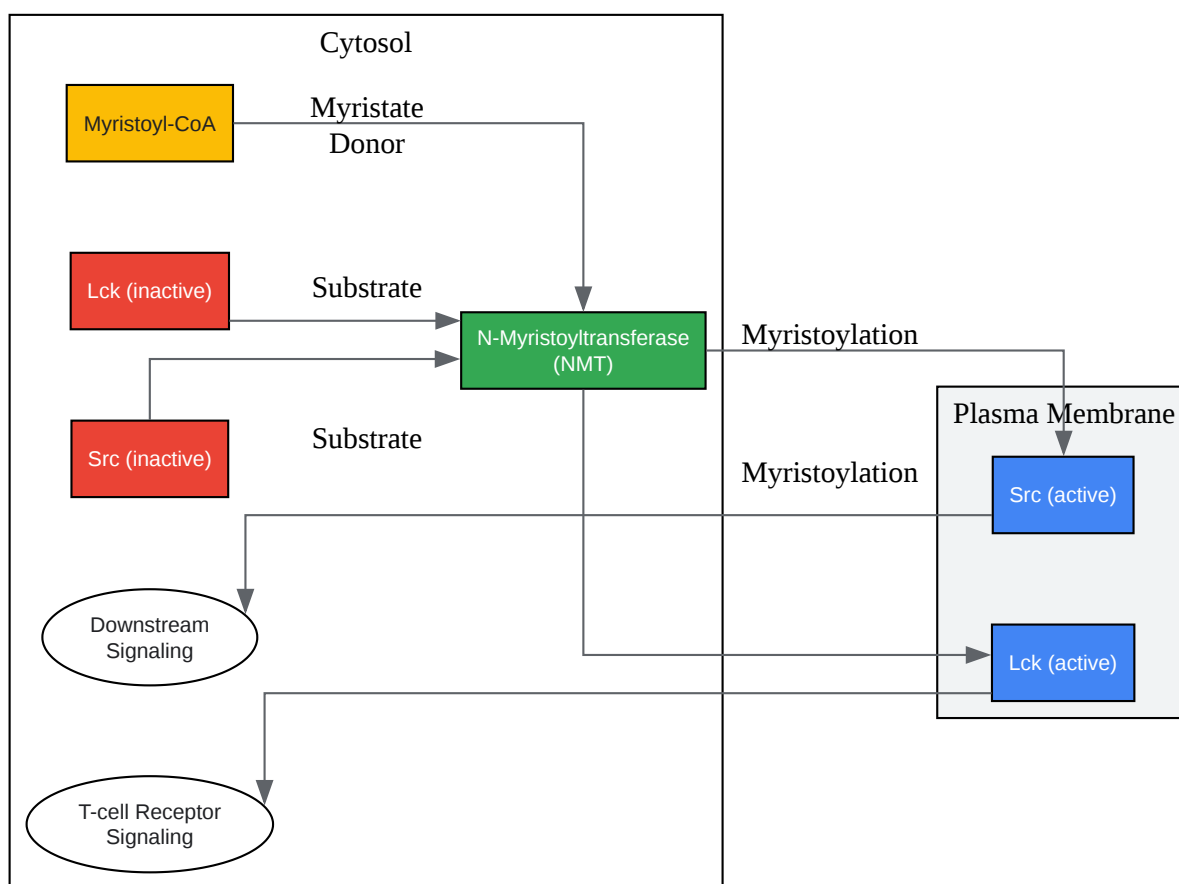 Cytosol
Myristoyl-CoA
Myristate
Donor
Lck (inactive)
Substrate
N-Myristoyltransferase
(NMT)
Myristoylation
Plasma Membrane
Src (inactive)
Substrate
Myristoylation
Src (active)
Downstream
Signaling
Lck (active)
T-cell Receptor
Signaling